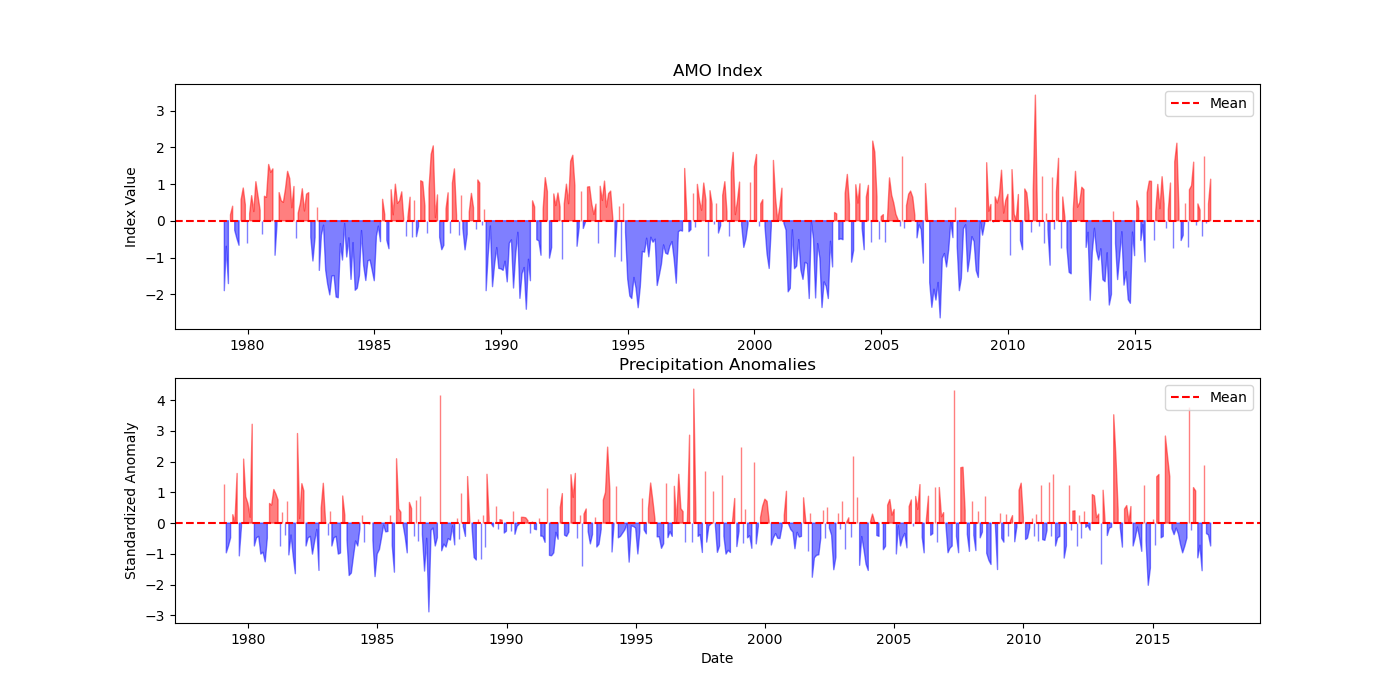 AMO Index
Mean
Index Value
3
2
1
0
−1
−2
1980 1985 1990 1995 2000 2005 2010 2015
Precipitation Anomalies
Mean
Standardized Anomaly
4
3
2
1
0
−1
−2
−3
1980 1985 1990 1995 2000 2005 2010 2015
Date